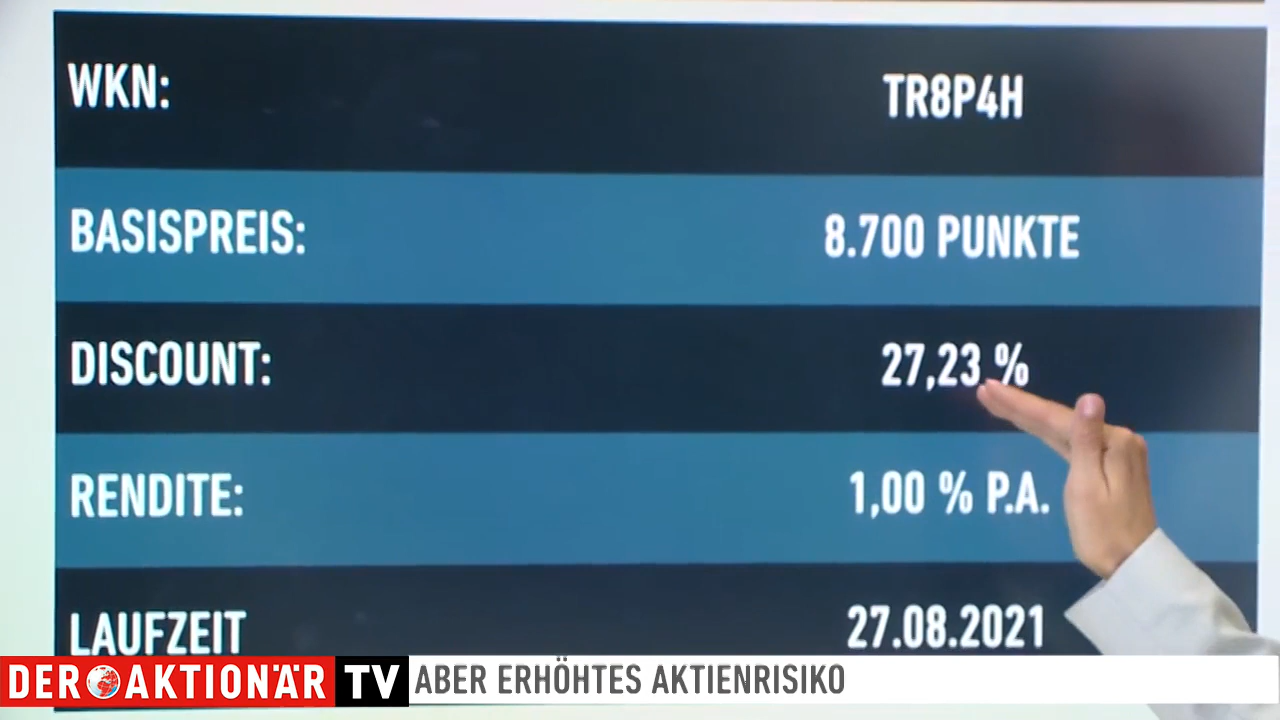 WKN: TR8P4H
BASISPREIS: 8.700 PUNKTE
DISCOUNT: 27,23 %
RENDITE: 1,00 % P.A.
LAUFZEIT 27.08.2021
DER AKTIONÄR TV ABER ERHÖHTES AKTIENRISIKO